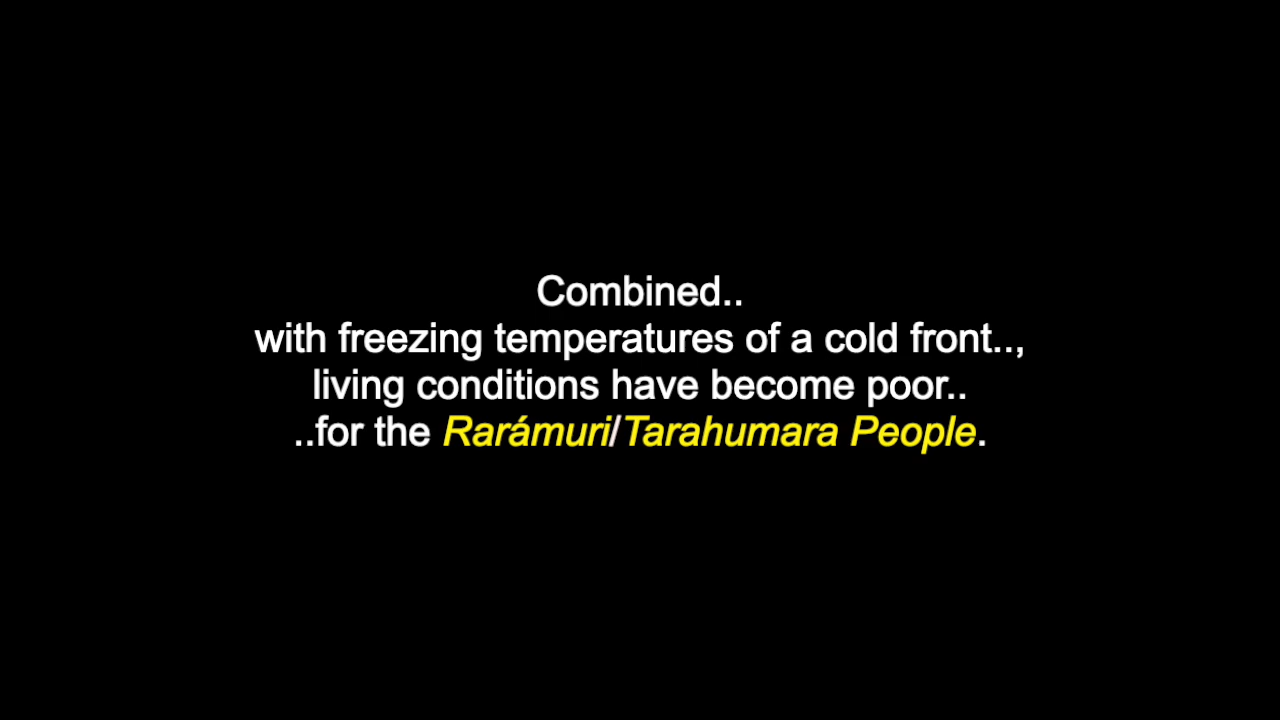 Combined..
with freezing temperatures of a cold front..,
living conditions have become poor..
..for the Rarámuri/Tarahumara People.